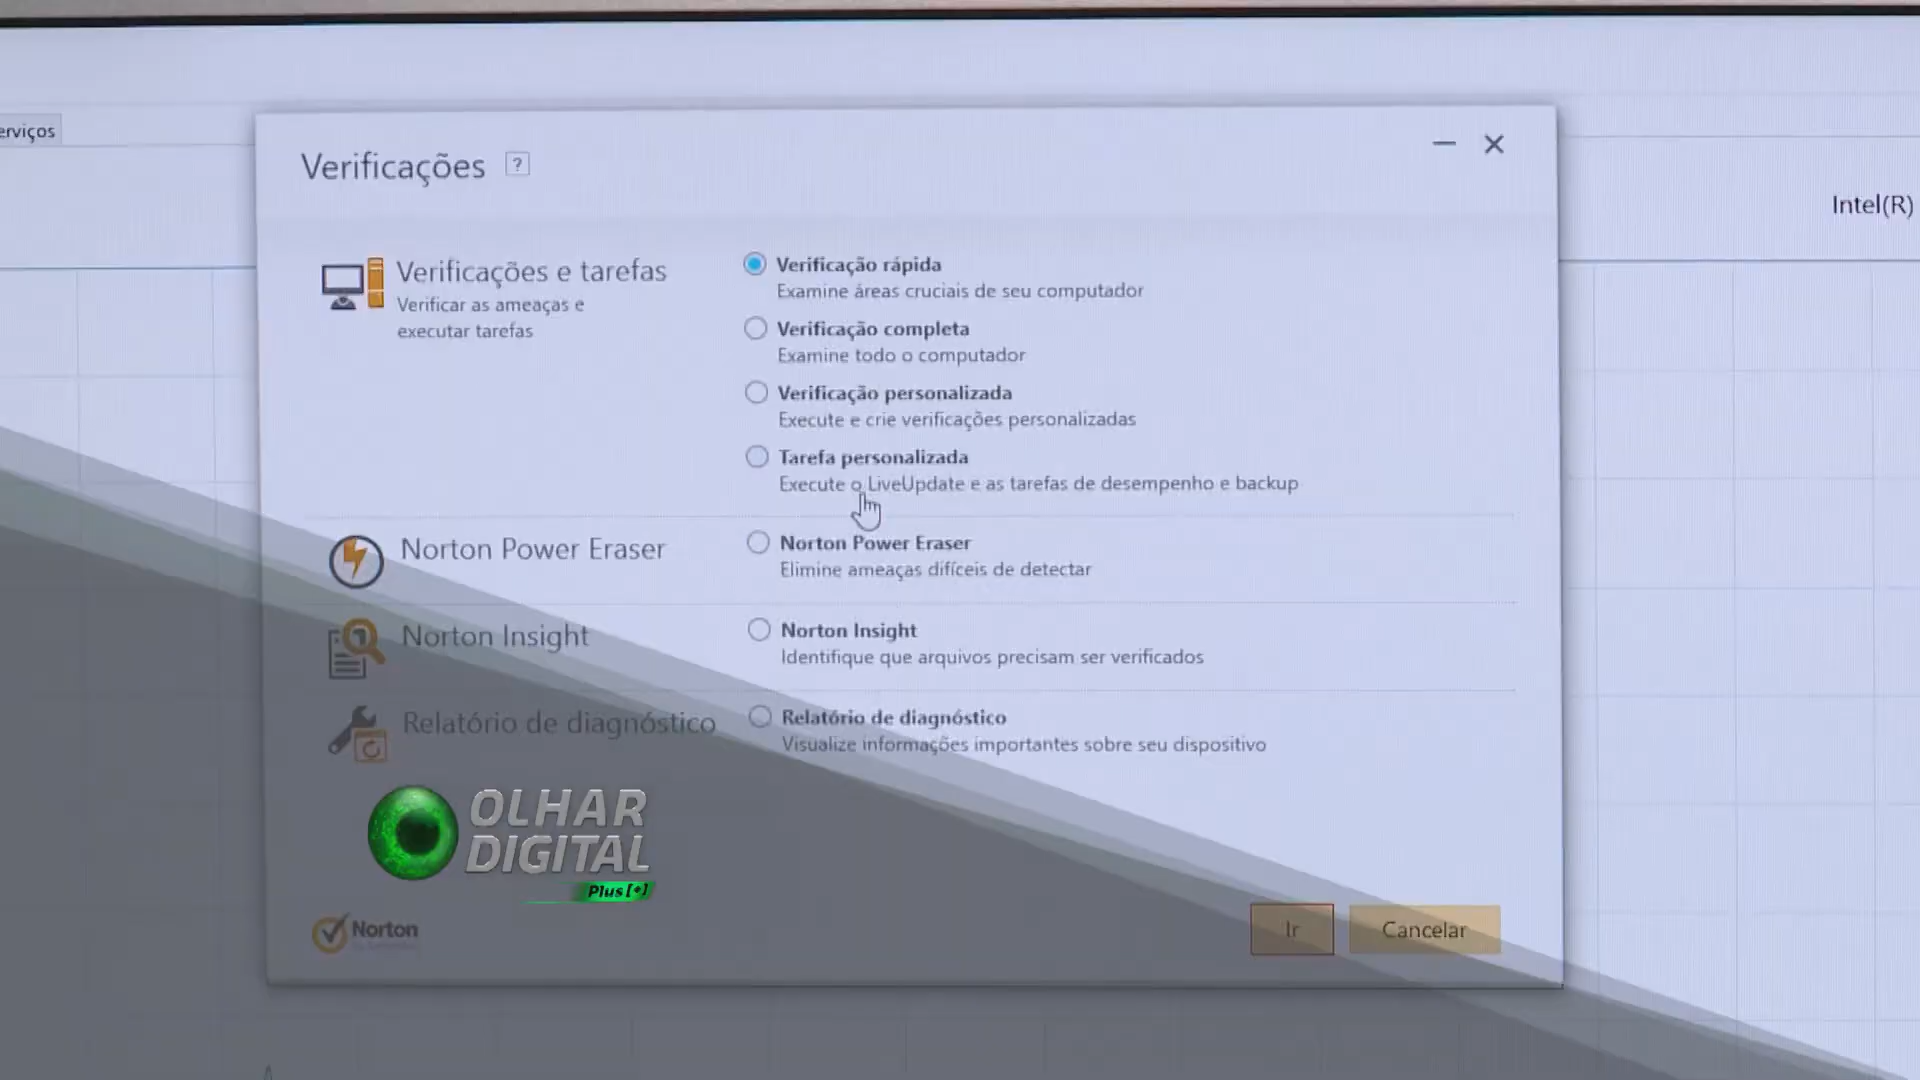 erviços
Verificações ?
Intel(R)
Verificações e tarefas
Verificar as ameaças e
executar tarefas
Verificação rápida
Examine áreas cruciais de seu computador
Verificação completa
Examine todo o computador
Verificação personalizada
Execute e crie verificações personalizadas
Tarefa personalizada
Execute o LiveUpdate e as tarefas de desempenho e backup
Norton Power Eraser
Norton Power Eraser
Elimine ameaças difíceis de detectar
Norton Insight
Norton Insight
Identifique que arquivos precisam ser verificados
Relatório de diagnóstico
Relatório de diagnóstico
Visualize informações importantes sobre seu dispositivo
OLHAR
DIGITAL
Plus[+]
Norton
Ir
Cancelar